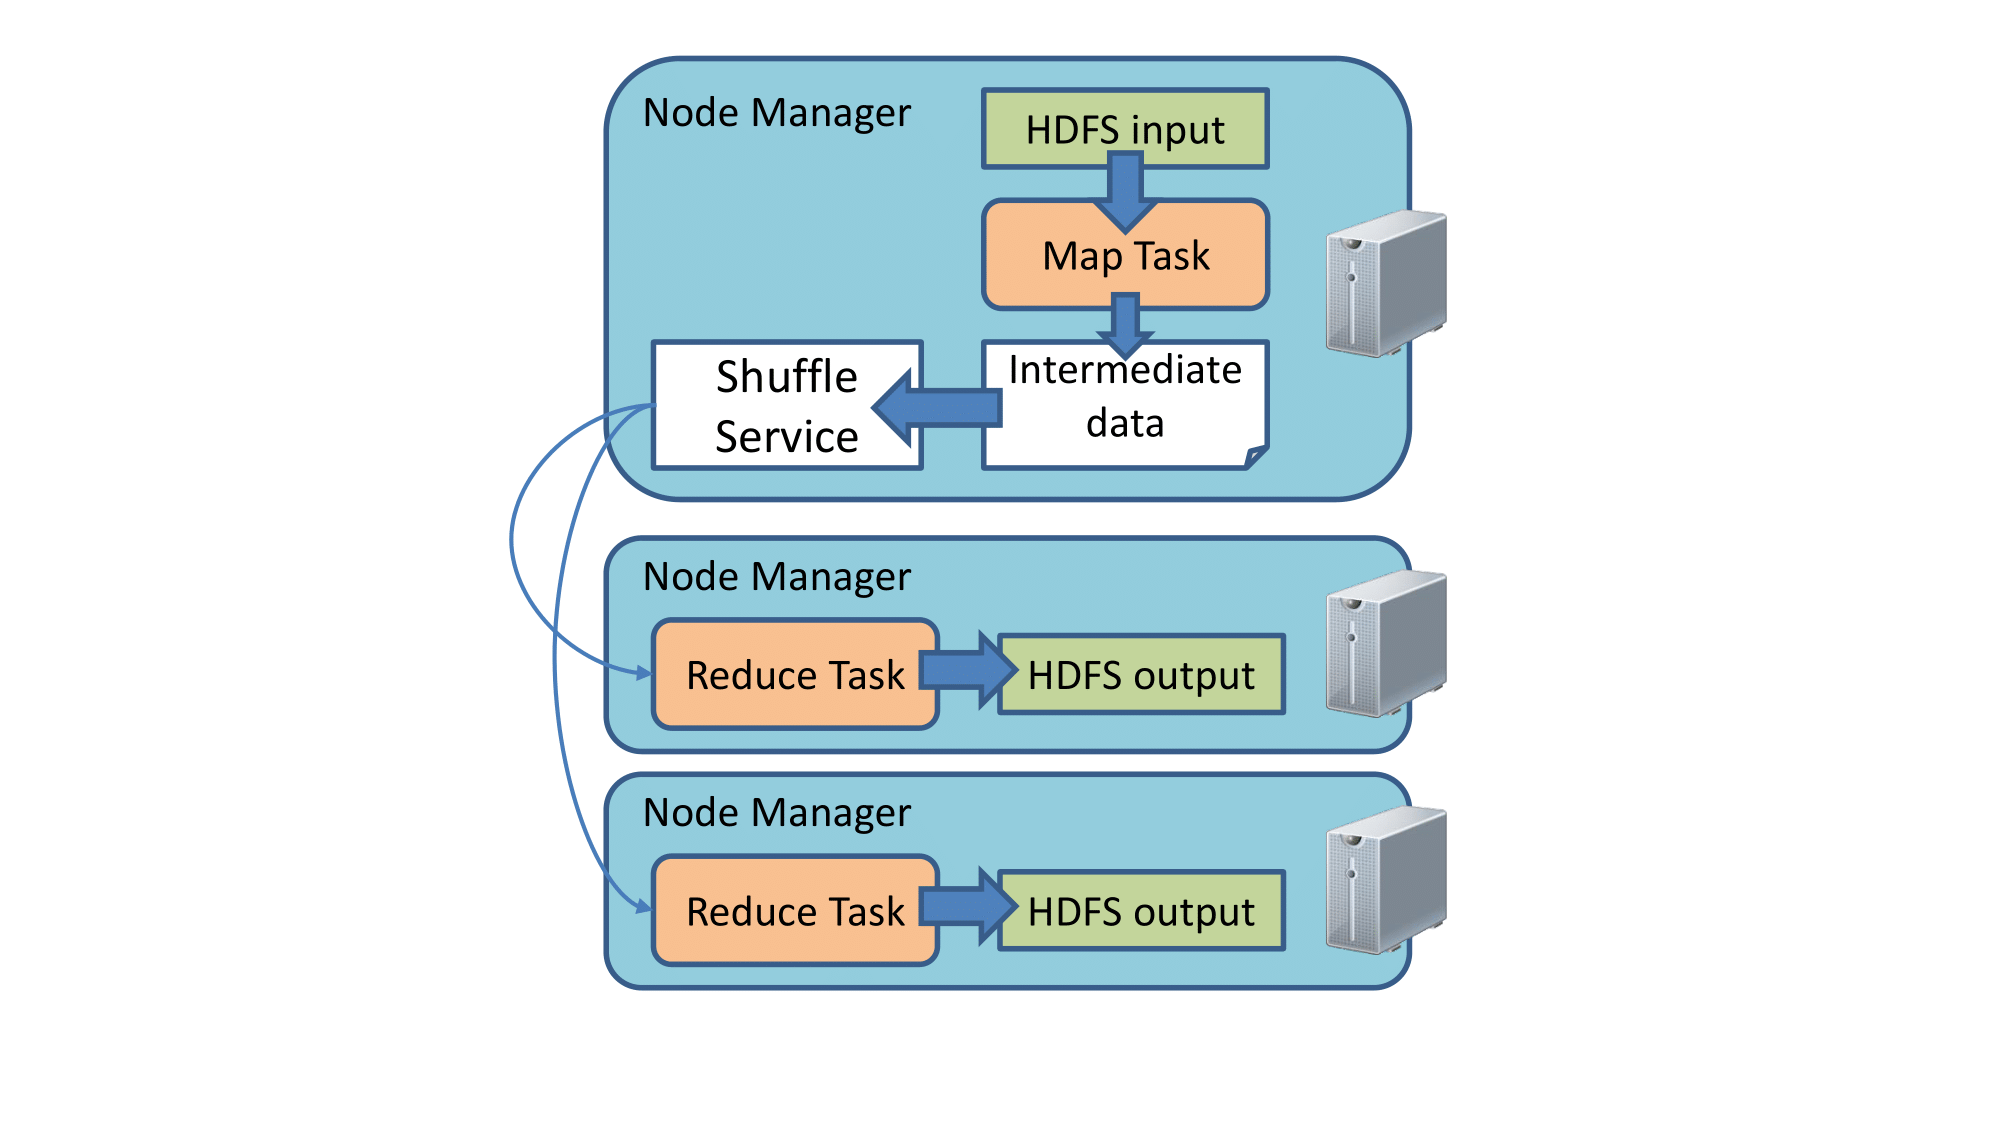 Node Manager
HDFS input
Map Task
Shuffle
Service
Intermediate
data
Node Manager
Reduce Task
HDFS output
Node Manager
Reduce Task
HDFS output